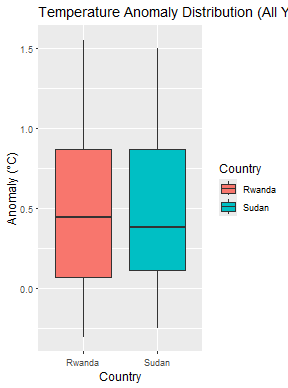 Temperature Anomaly Distribution (All Y
1.5
1.0
0.5
0.0
Anomaly (°C)
Rwanda
Sudan
Country
Country
Rwanda
Sudan